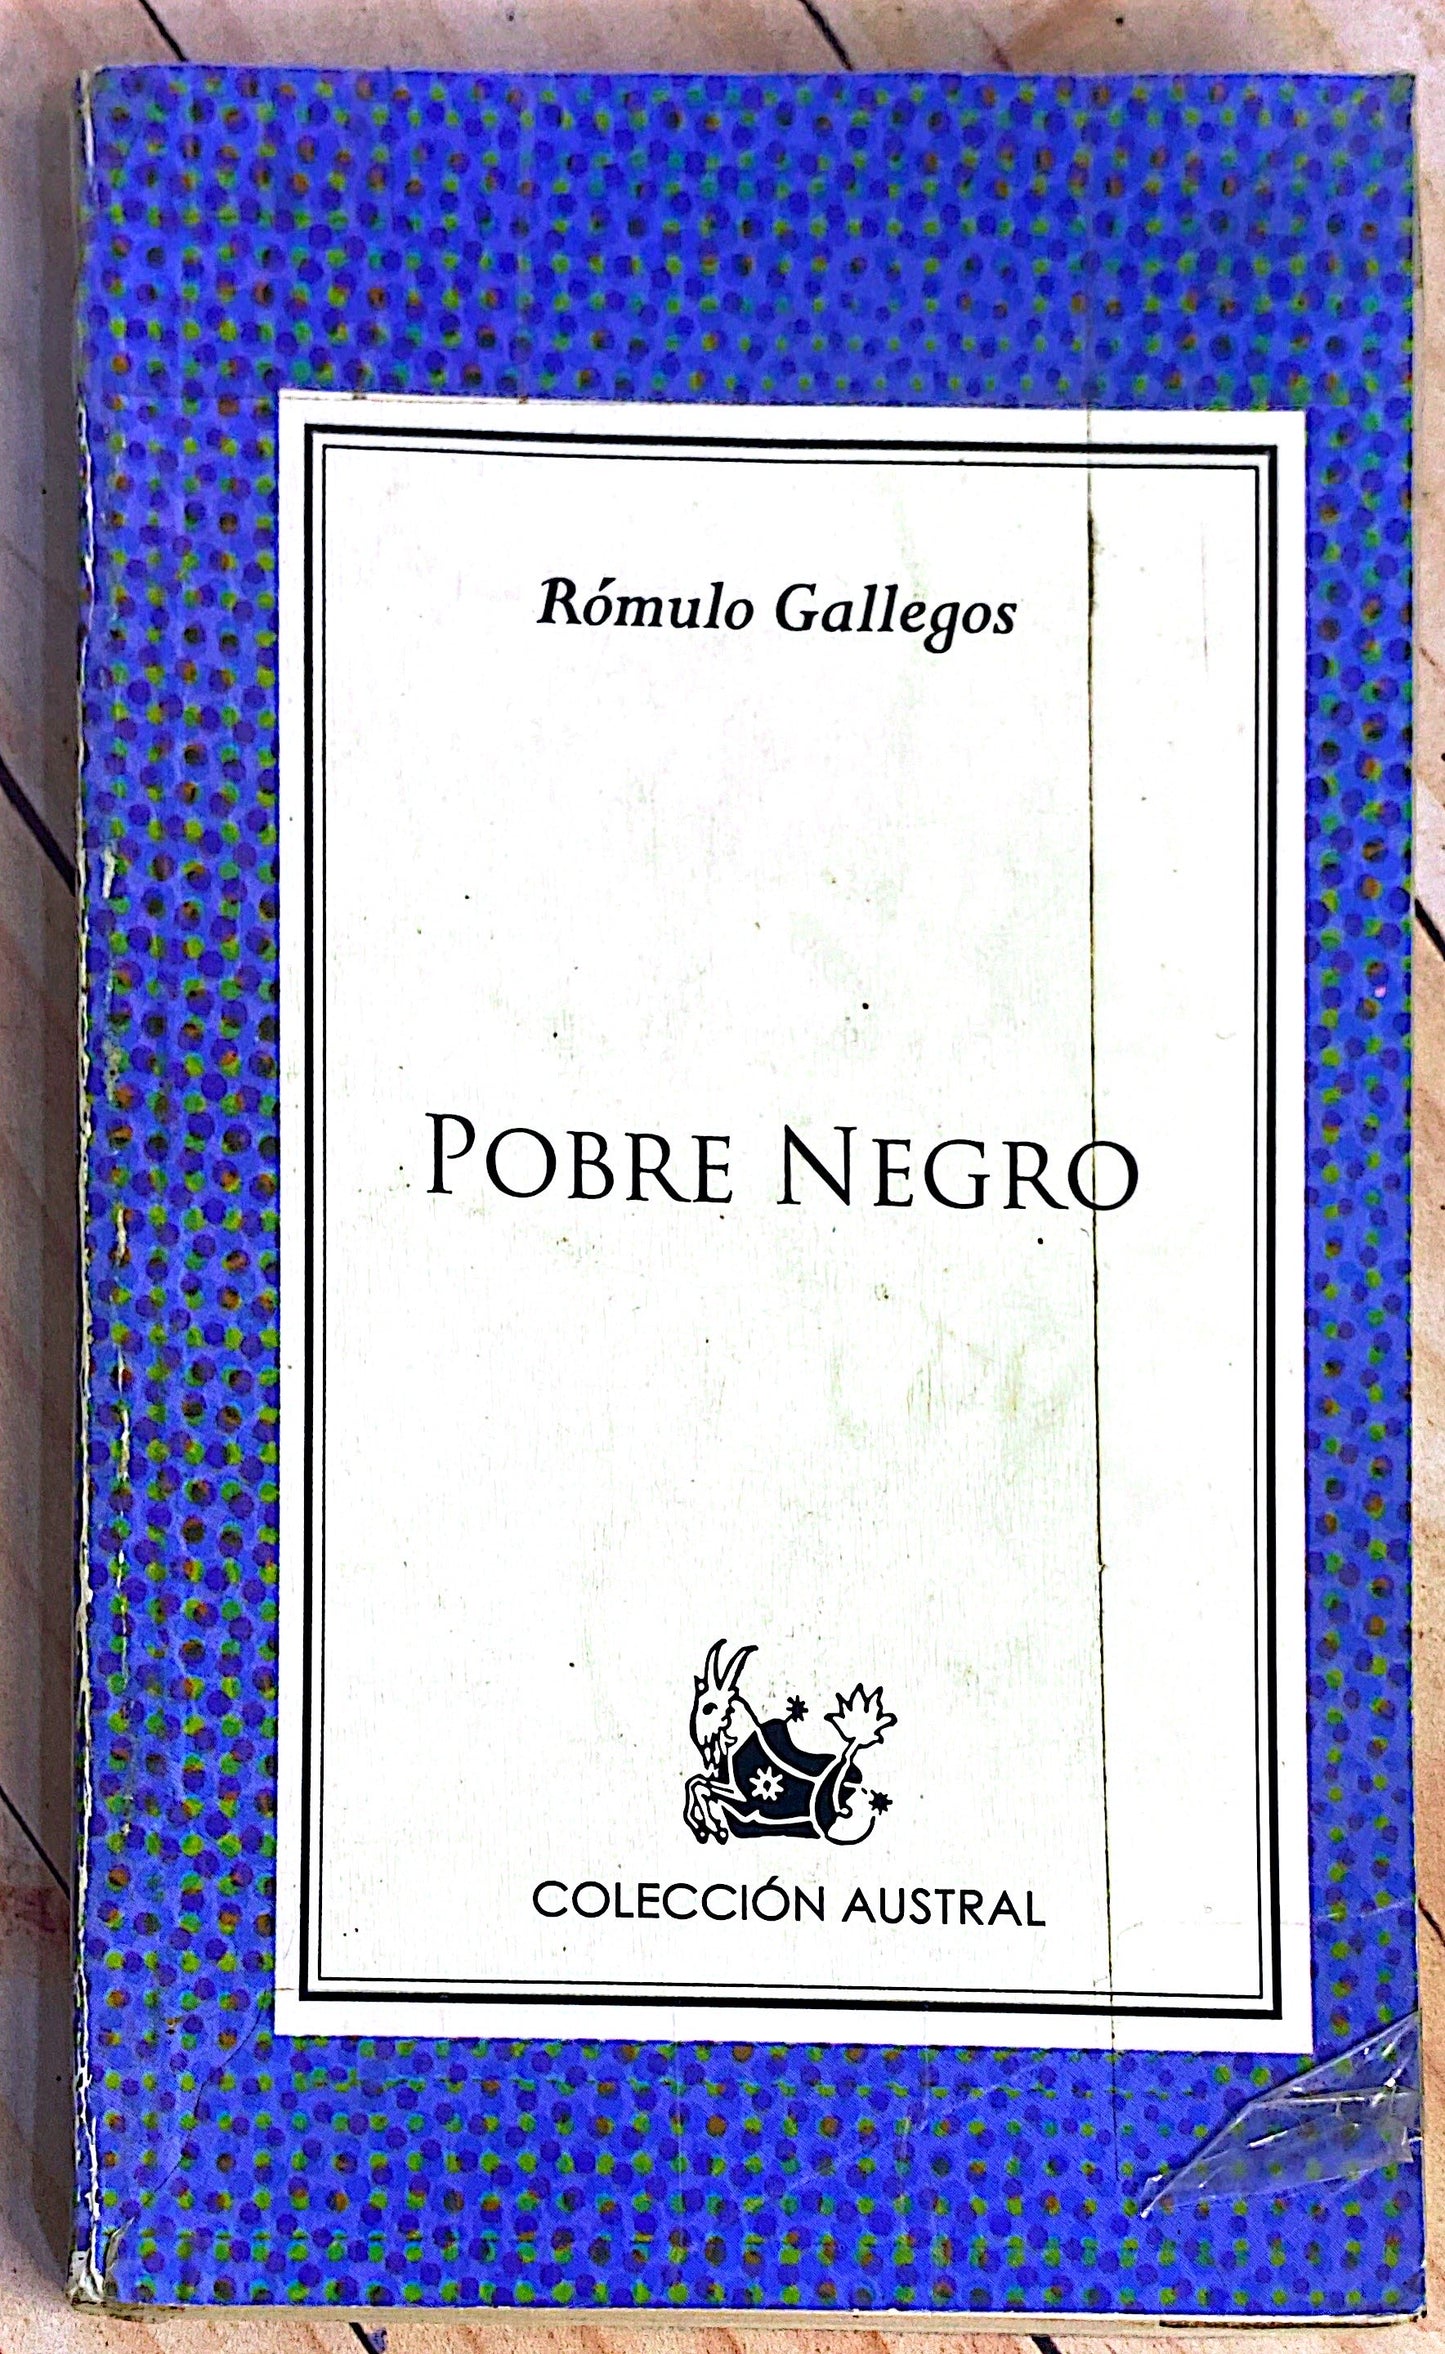 Rómulo Gallegos
POBRE NEGRO
COLECCIÓN AUSTRAL